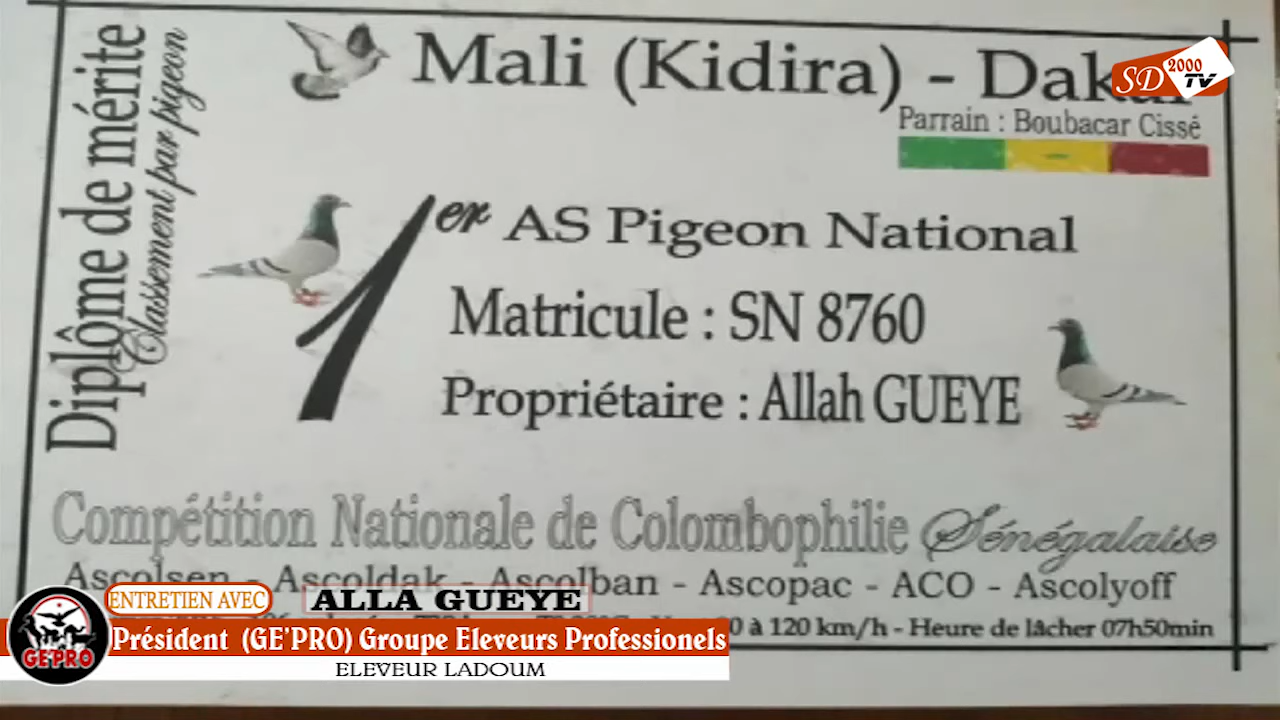 Diplôme de mérite
Classement par pigeon
Mali (Kidira) - Dakar
SD 2000 TV
Parrain : Boubacar Cissé
1er AS Pigeon National
Matricule : SN 8760
Propriétaire : Allah GUEYE
Compétition Nationale de Colombophilie Sénégalaise
Ascolsen - Ascoldak - Ascolban - Ascopac - ACO - Ascolyoff
à 120 km/h - Heure de lâcher 07h50min
ENTRETIEN AVEC
ALLA GUEYE
GE'PRO
Président (GE'PRO) Groupe Eleveurs Professionels
ELEVEUR LADOUM